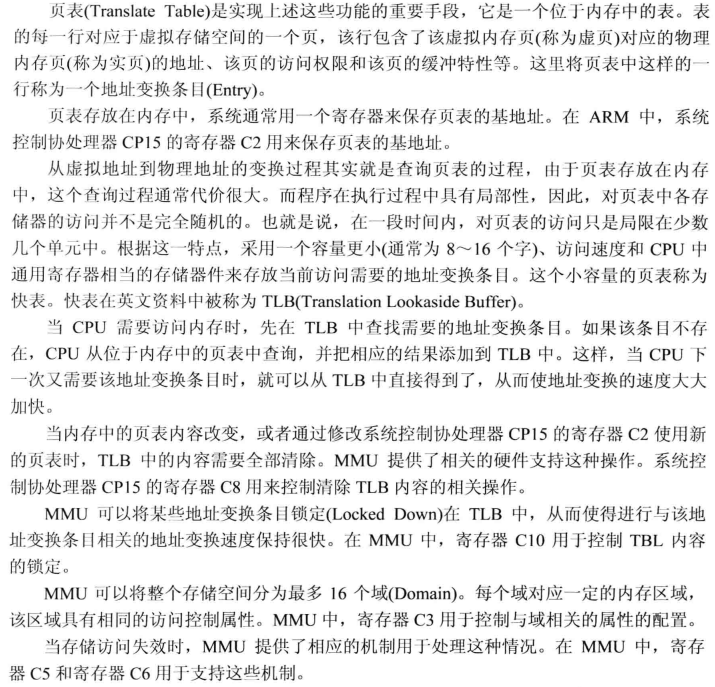 页表(Translate Table)是实现上述这些功能的重要手段，它是一个位于内存中的表。表
的每一行对应于虚拟存储空间的一个页，该行包含了该虚拟内存页(称为虚页)对应的物理
内存页(称为实页)的地址、该页的访问权限和该页的缓冲特性等。这里将页表中这样的一
行称为一个地址变换条目(Entry)。
页表存放在内存中，系统通常用一个寄存器来保存页表的基地址。在 ARM 中，系统
控制协处理器 CP15 的寄存器 C2 用来保存页表的基地址。
从虚拟地址到物理地址的变换过程其实就是查询页表的过程，由于页表存放在内存
中，这个查询过程通常代价很大。而程序在执行过程中具有局部性，因此，对页表中各存
储器的访问并不是完全随机的。也就是说，在一段时间内，对页表的访问只是局限在少数
几个单元中。根据这一特点，采用一个容量更小(通常为 8～16 个字)、访问速度和 CPU 中
通用寄存器相当的存储器件来存放当前访问需要的地址变换条目。这个小容量的页表称为
快表。快表在英文资料中被称为 TLB(Translation Lookaside Buffer)。
当 CPU 需要访问内存时，先在 TLB 中查找需要的地址变换条目。如果该条目不存
在，CPU 从位于内存中的页表中查询，并把相应的结果添加到 TLB 中。这样，当 CPU 下
一次又需要该地址变换条目时，就可以从 TLB 中直接得到了，从而使地址变换的速度大大
加快。
当内存中的页表内容改变，或者通过修改系统控制协处理器 CP15 的寄存器 C2 使用新
的页表时，TLB 中的内容需要全部清除。MMU 提供了相关的硬件支持这种操作。系统控
制协处理器 CP15 的寄存器 C8 用来控制清除 TLB 内容的相关操作。
MMU 可以将某些地址变换条目锁定(Locked Down)在 TLB 中，从而使得进行与该地
址变换条目相关的地址变换速度保持很快。在 MMU 中，寄存器 C10 用于控制 TBL 内容
的锁定。
MMU 可以将整个存储空间分为最多 16 个域(Domain)。每个域对应一定的内存区域，
该区域具有相同的访问控制属性。MMU 中，寄存器 C3 用于控制与域相关的属性的配置。
当存储访问失效时，MMU 提供了相应的机制用于处理这种情况。在 MMU 中，寄存
器 C5 和寄存器 C6 用于支持这些机制。